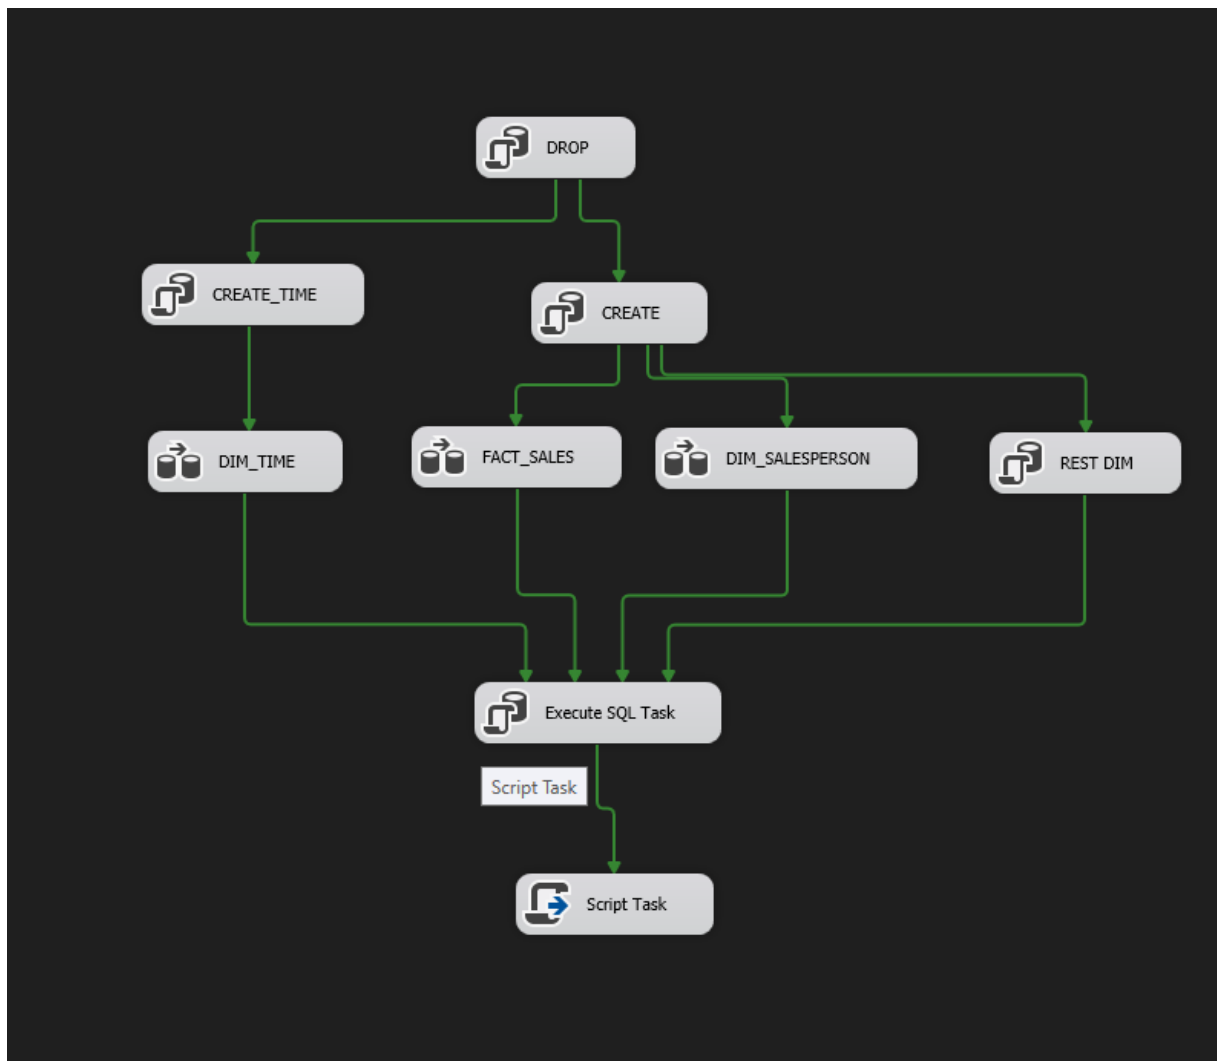 DROP
CREATE_TIME
CREATE
DIM_TIME
FACT_SALES
DIM_SALESPERSON
REST DIM
Execute SQL Task
Script Task
Script Task